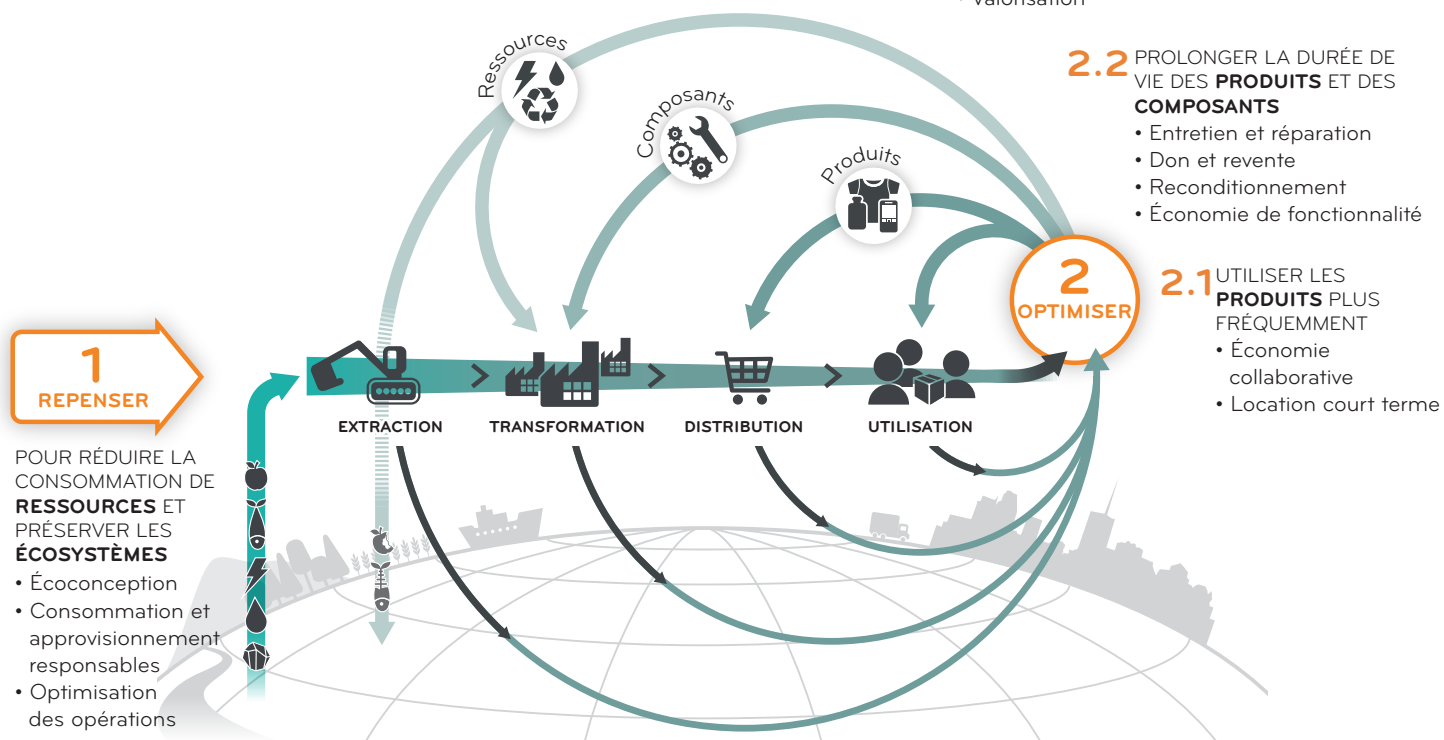 • Valorisation
Ressources
Composants
Produits
2.2 PROLONGER LA DURÉE DE
VIE DES PRODUITS ET DES
COMPOSANTS
• Entretien et réparation
• Don et revente
• Reconditionnement
• Économie de fonctionnalité
2
OPTIMISER
2.1 UTILISER LES
PRODUITS PLUS
FRÉQUEMMENT
• Économie
collaborative
• Location court terme
1
REPENSER
EXTRACTION
TRANSFORMATION
DISTRIBUTION
UTILISATION
POUR RÉDUIRE LA
CONSOMMATION DE
RESSOURCES ET
PRÉSERVER LES
ÉCOSYSTÈMES
• Écoconception
• Consommation et
approvisionnement
responsables
• Optimisation
des opérations